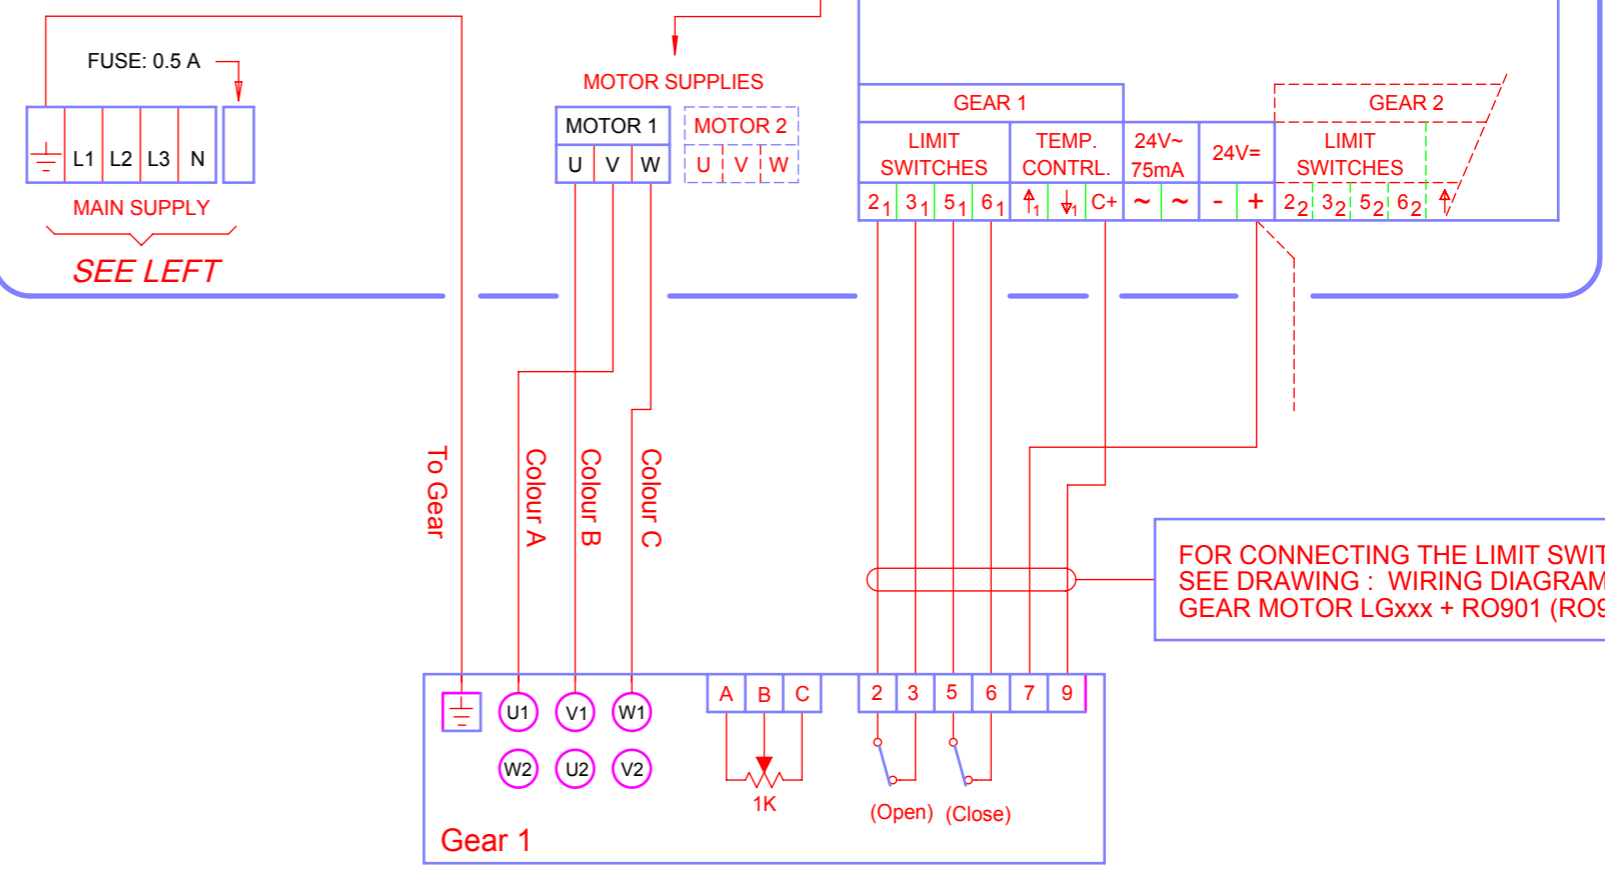 FUSE: 0.5 A
L1 L2 L3 N
MAIN SUPPLY
SEE LEFT
MOTOR SUPPLIES
MOTOR 1 MOTOR 2
U V W U V W
GEAR 1 GEAR 2
LIMIT TEMP. 24V~ 24V= LIMIT
SWITCHES CONTRL. 75mA SWITCHES
2₁ 3₁ 5₁ 6₁ ↑₁ ↓₁ C+ ~ ~ - + 2₂ 3₂ 5₂ 6₂ ↑
To Gear
Colour A
Colour B
Colour C
FOR CONNECTING THE LIMIT SWIT
SEE DRAWING : WIRING DIAGRAM
GEAR MOTOR LGxxx + RO901 (RO9
U1 V1 W1 A B C 2 3 5 6 7 9
W2 U2 V2
1K
(Open) (Close)
Gear 1